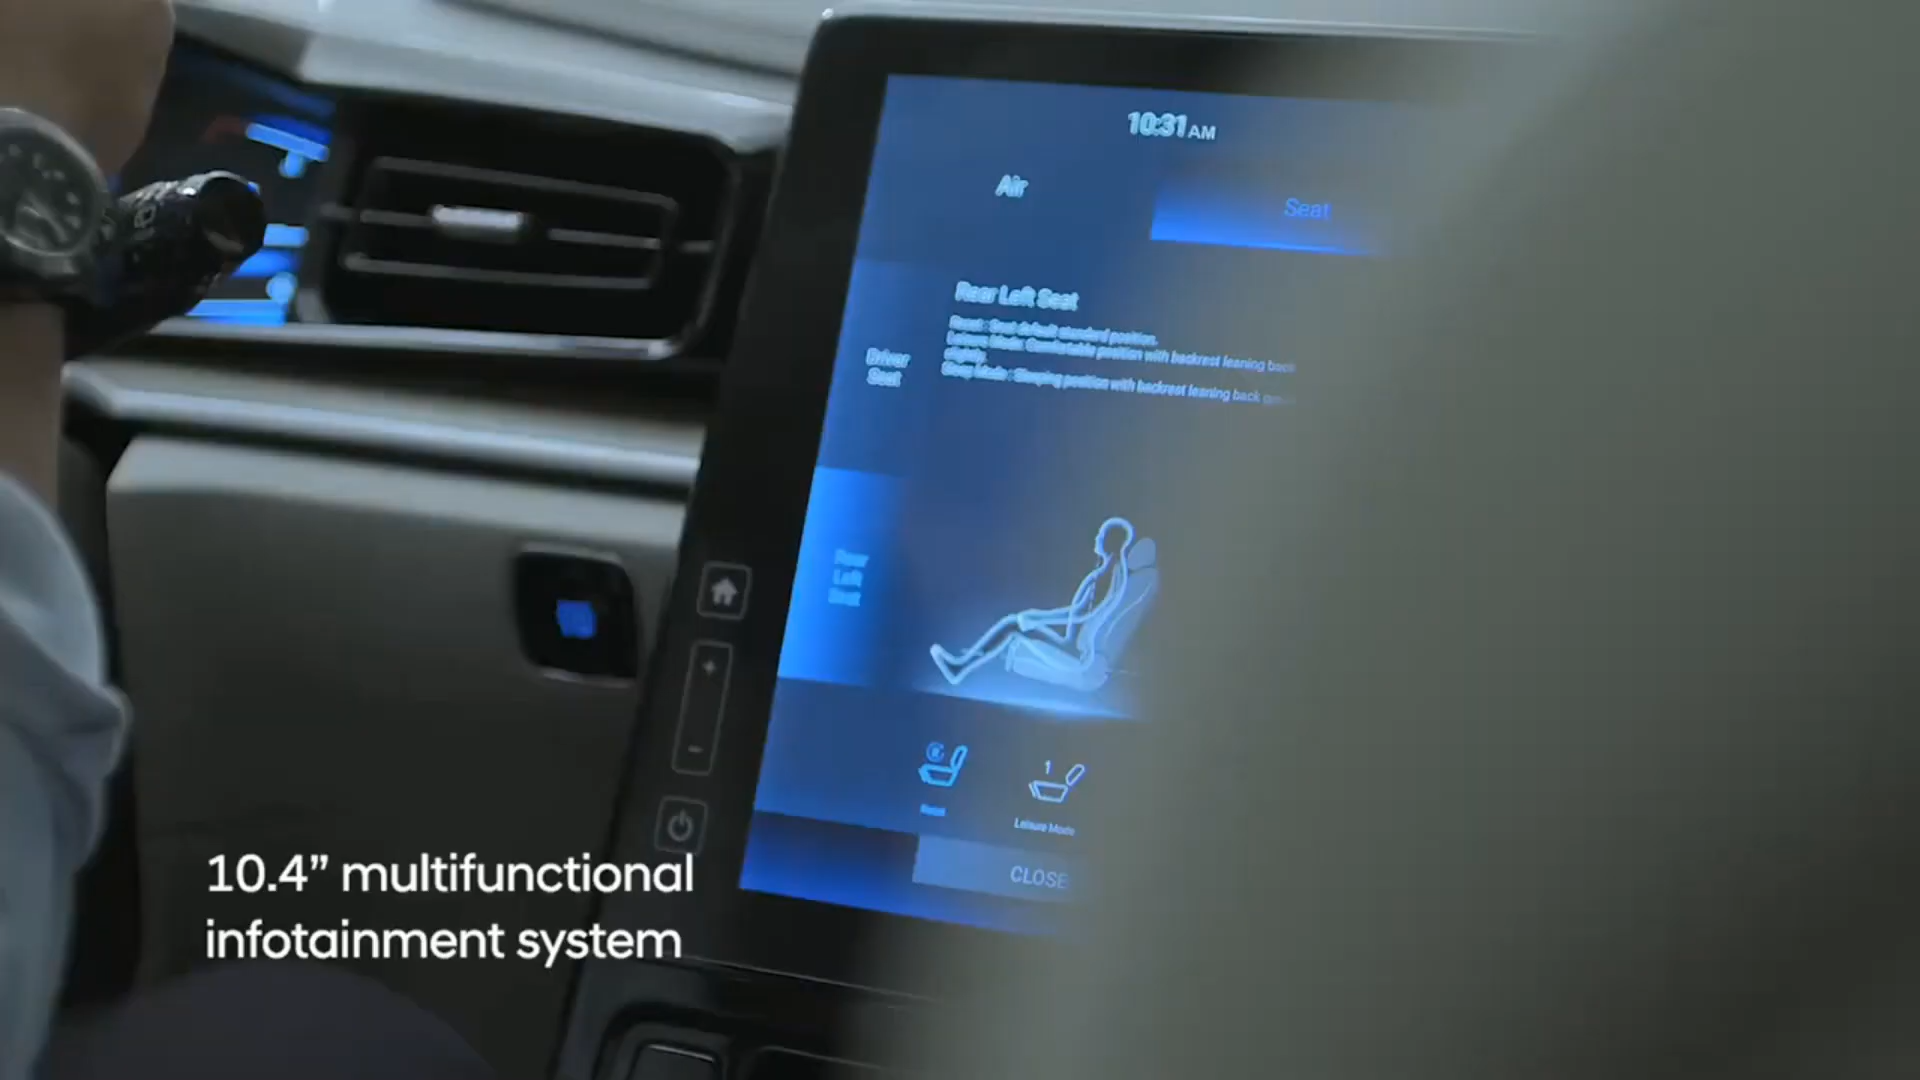 10:31 AM
Air
Seat
Rear Left Seat
Reset : Seat default standard position.
Leisure Mode: Comfortable position with backrest leaning back
slightly.
Sleep Mode : Sleeping position with backrest leaning back
Driver
Seat
Rear
Left
Seat
Reset
Leisure Mode
1
CLOSE
10.4” multifunctional
infotainment system